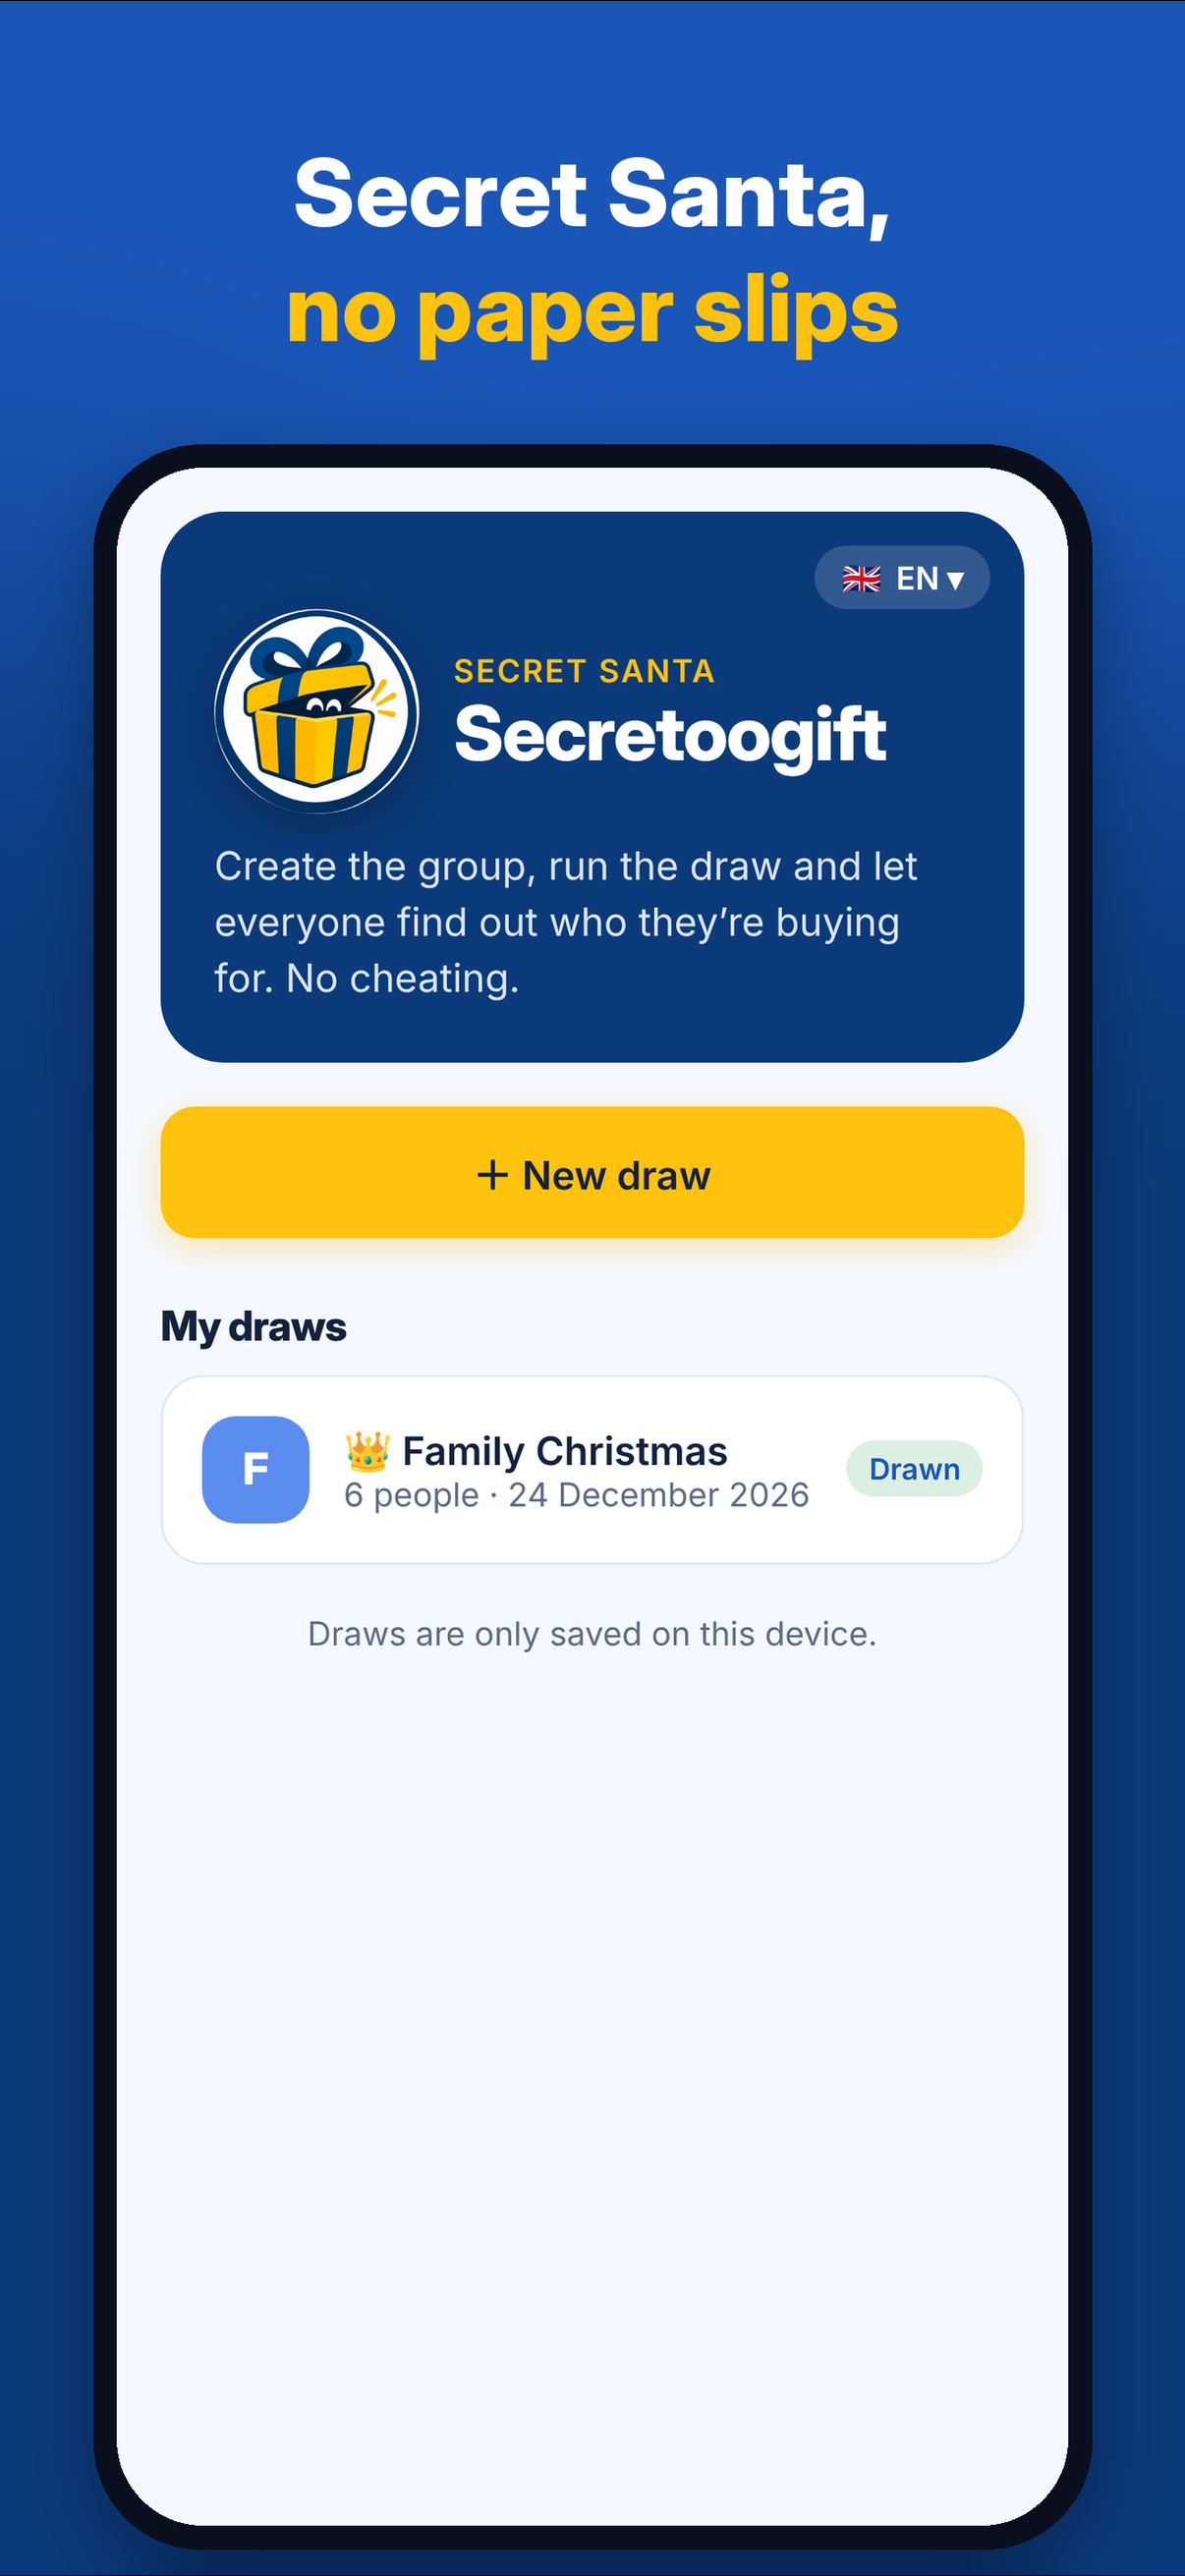 Secret Santa,
no paper slips
🇬🇧 EN ▾
SECRET SANTA
Secretoogift
Create the group, run the draw and let
everyone find out who they’re buying
for. No cheating.
+ New draw
My draws
F
👑 Family Christmas
6 people · 24 December 2026
Drawn
Draws are only saved on this device.